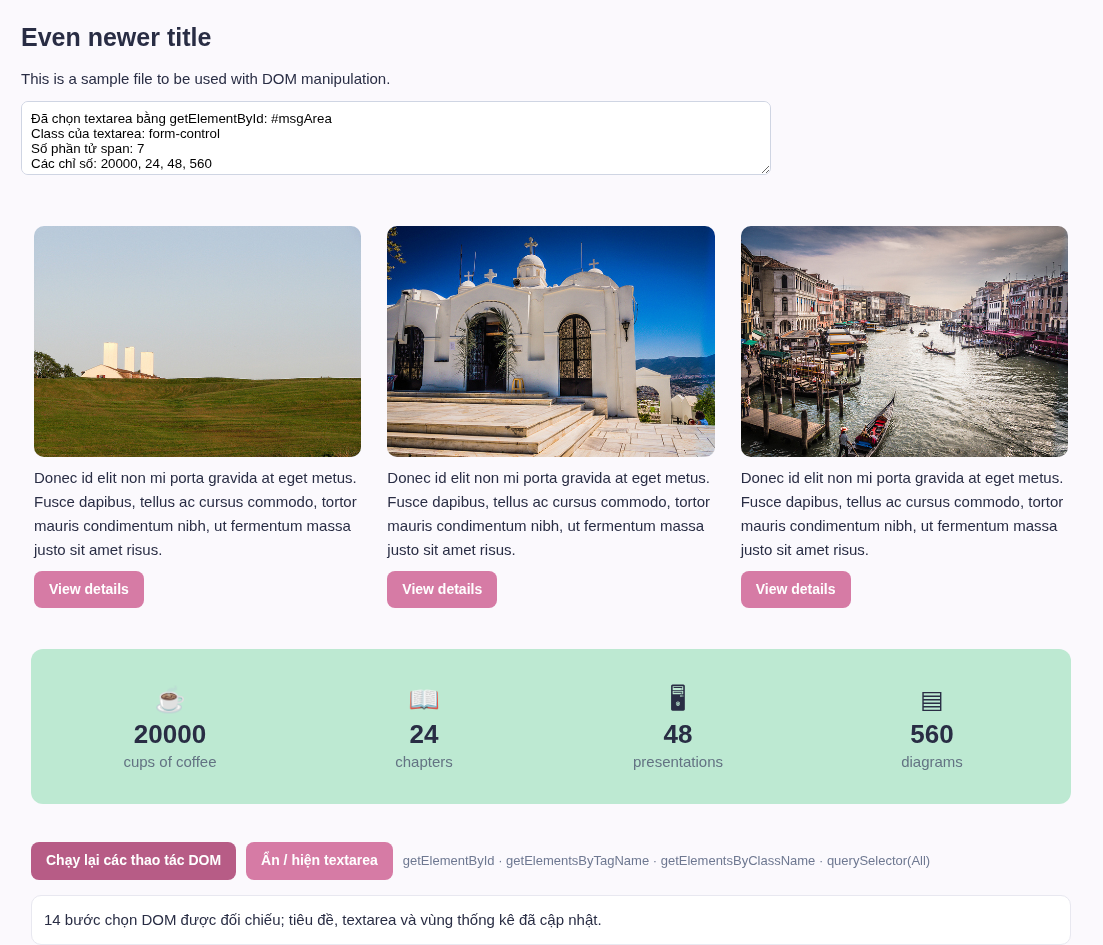 Even newer title
This is a sample file to be used with DOM manipulation.
Đã chọn textarea bằng getElementById: #msgArea
Class của textarea: form-control
Số phần tử span: 7
Các chỉ số: 20000, 24, 48, 560
Donec id elit non mi porta gravida at eget metus.
Fusce dapibus, tellus ac cursus commodo, tortor
mauris condimentum nibh, ut fermentum massa
justo sit amet risus.
View details
Donec id elit non mi porta gravida at eget metus.
Fusce dapibus, tellus ac cursus commodo, tortor
mauris condimentum nibh, ut fermentum massa
justo sit amet risus.
View details
Donec id elit non mi porta gravida at eget metus.
Fusce dapibus, tellus ac cursus commodo, tortor
mauris condimentum nibh, ut fermentum massa
justo sit amet risus.
View details
20000
cups of coffee
24
chapters
48
presentations
560
diagrams
Chạy lại các thao tác DOM
Ẩn / hiện textarea
getElementById · getElementsByTagName · getElementsByClassName · querySelector(All)
14 bước chọn DOM được đối chiếu; tiêu đề, textarea và vùng thống kê đã cập nhật.